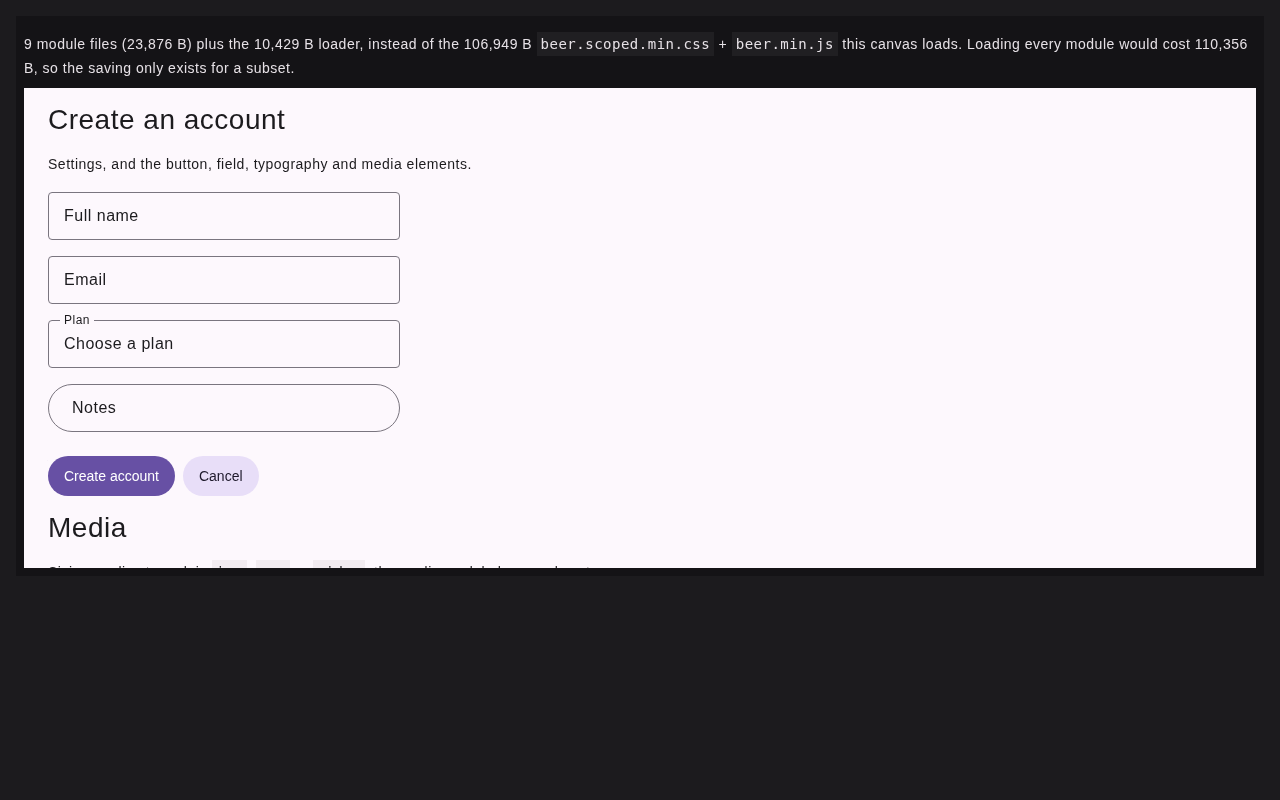 9 module files (23,876 B) plus the 10,429 B loader, instead of the 106,949 B beer.scoped.min.css + beer.min.js this canvas loads. Loading every module would cost 110,356
B, so the saving only exists for a subset.
Create an account
Settings, and the button, field, typography and media elements.
Full name
Email
Plan
Choose a plan
Notes
Create account
Cancel
Media